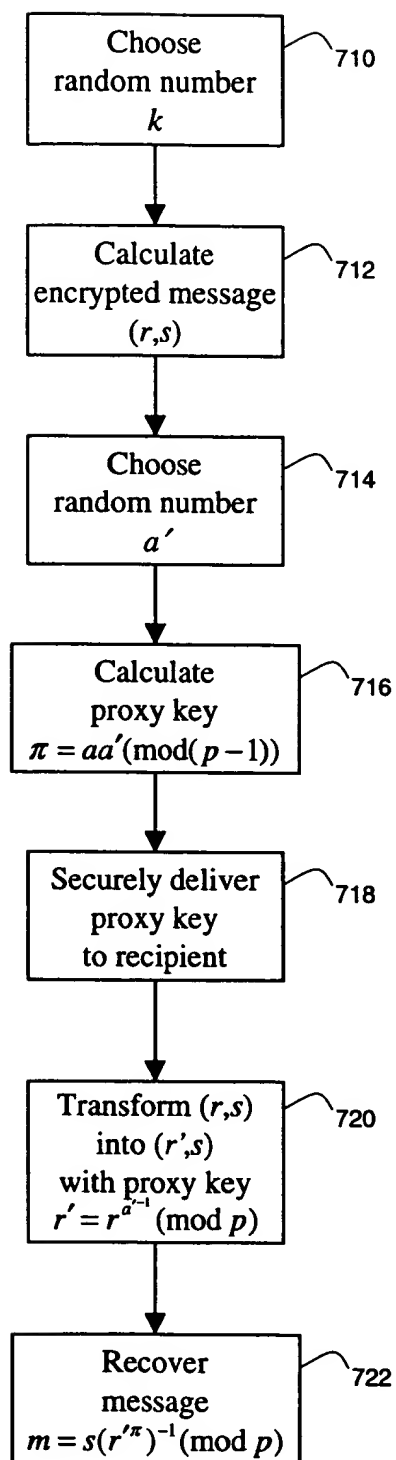 Choose
random number
k
710
Calculate
encrypted message
(r,s)
712
Choose
random number
a′
714
Calculate
proxy key
π = aa′(mod(p − 1))
716
Securely deliver
proxy key
to recipient
718
Transform (r,s)
into (r',s)
with proxy key
r' = r^{a'^{-1}} (mod p)
720
Recover
message
m = s(r'^π)^{-1} (mod p)
722